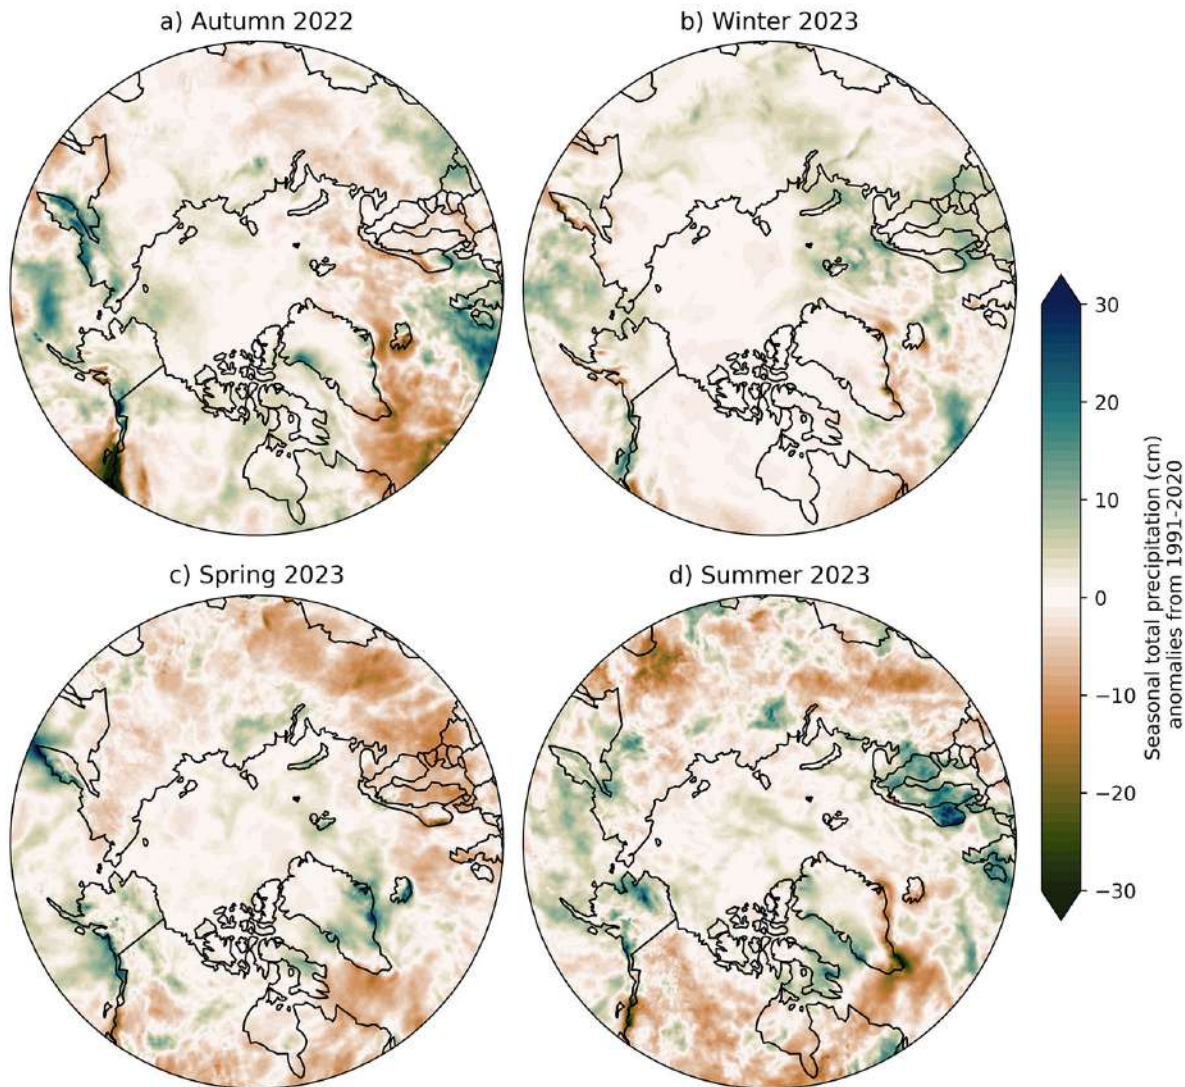 a) Autumn 2022
b) Winter 2023
c) Spring 2023
d) Summer 2023
30
20
10
0
−10
−20
−30
Seasonal total precipitation (cm)
anomalies from 1991-2020